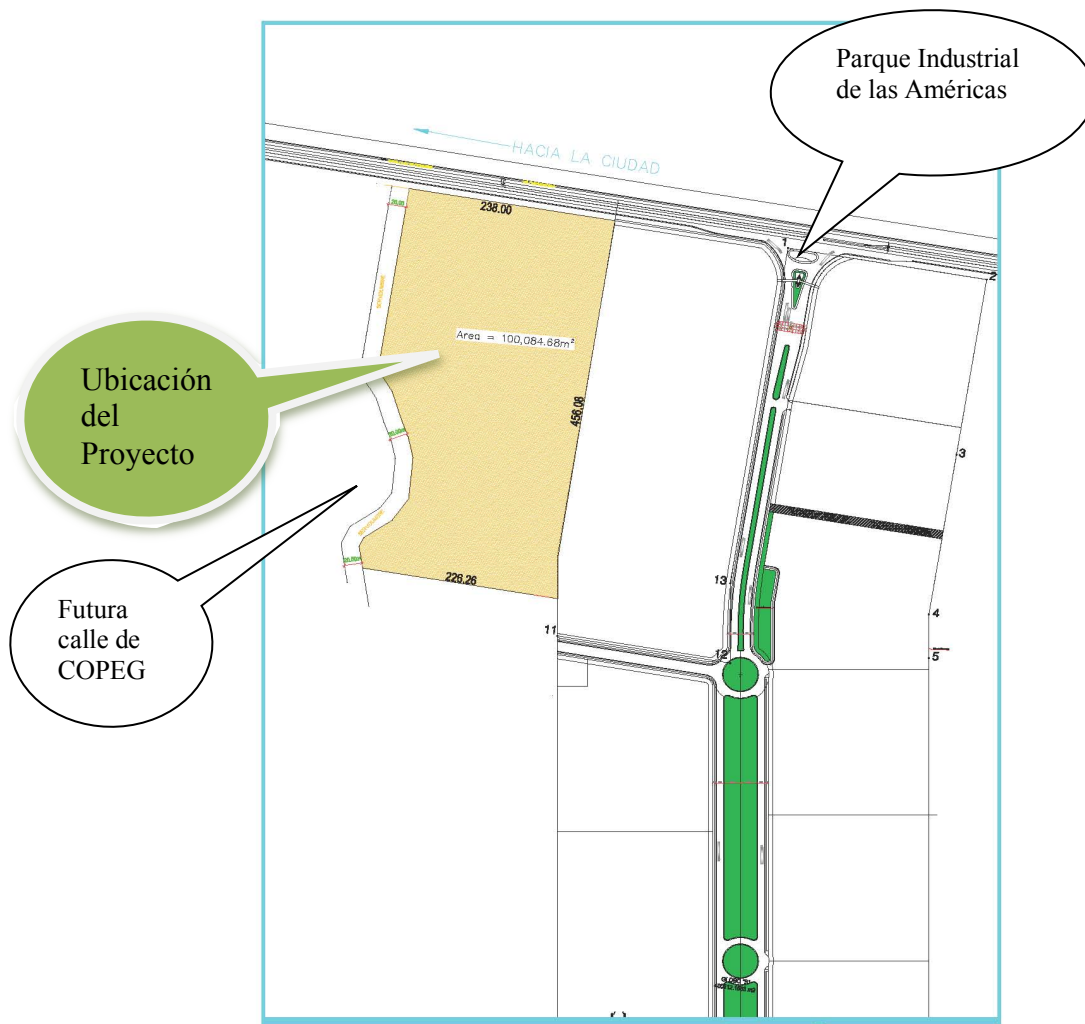 Parque Industrial
de las Américas
HACIA LA CIUDAD
238.00
1
2
Area = 100,084.68m²
Ubicación
del
Proyecto
456.08
3
226.26
13
Futura
calle de
COPEG
4
11
12
5